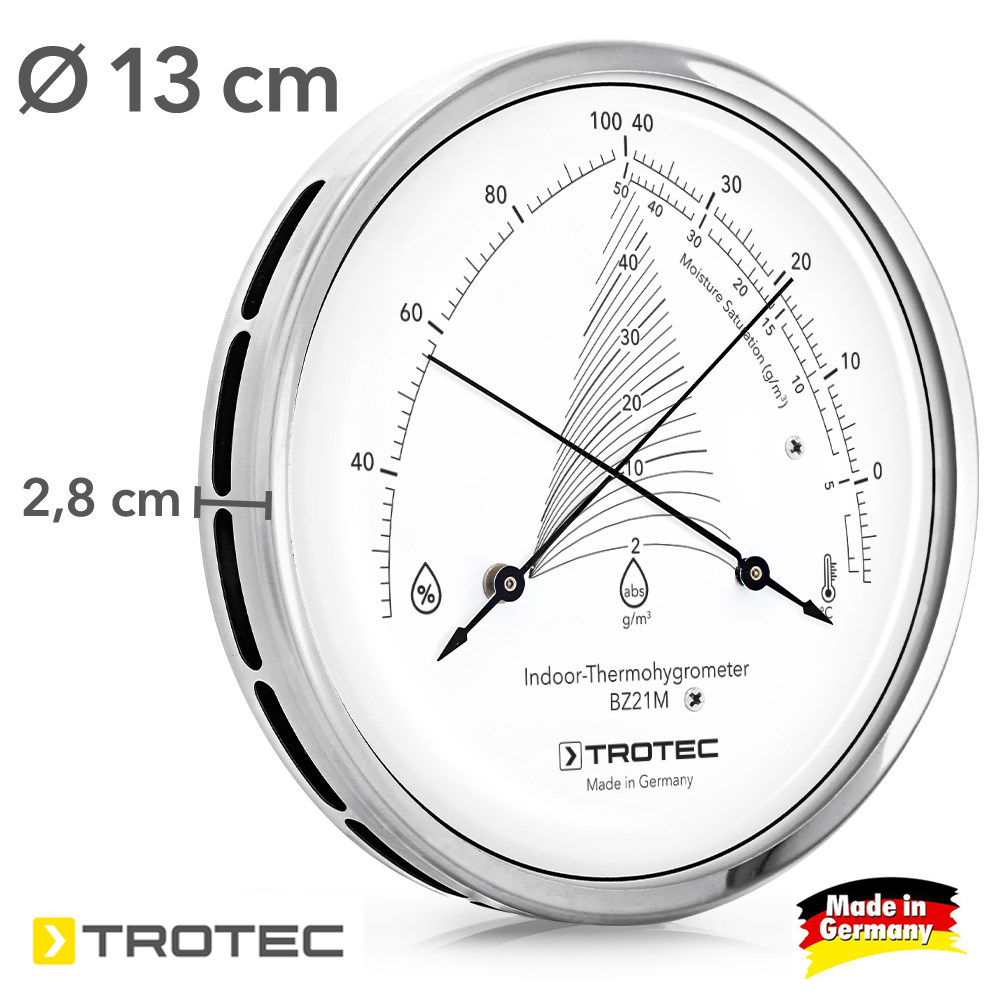 Ø 13 cm
100 40
80
30
50
40
30
60
40
20
20
Moisture Saturation (g/m³)
15
30
10
10
20
40
10
0
5
2
%
abs
g/m³
°C
2,8 cm
Indoor-Thermohygrometer
BZ21M
TROTEC
Made in Germany
TROTEC
Made in
Germany